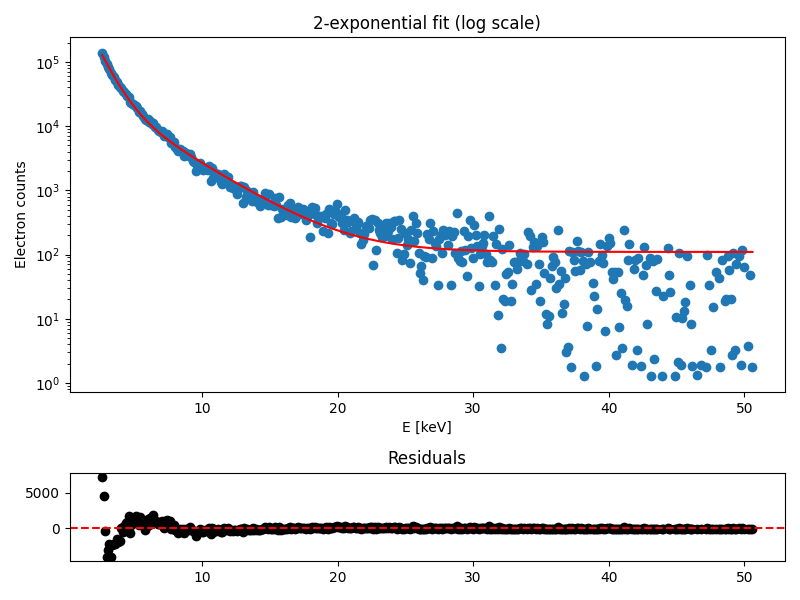 2-exponential fit (log scale)
10^5
10^4
10^3
10^2
10^1
10^0
Electron counts
10 20 30 40 50
E [keV]
Residuals
5000
0
10 20 30 40 50